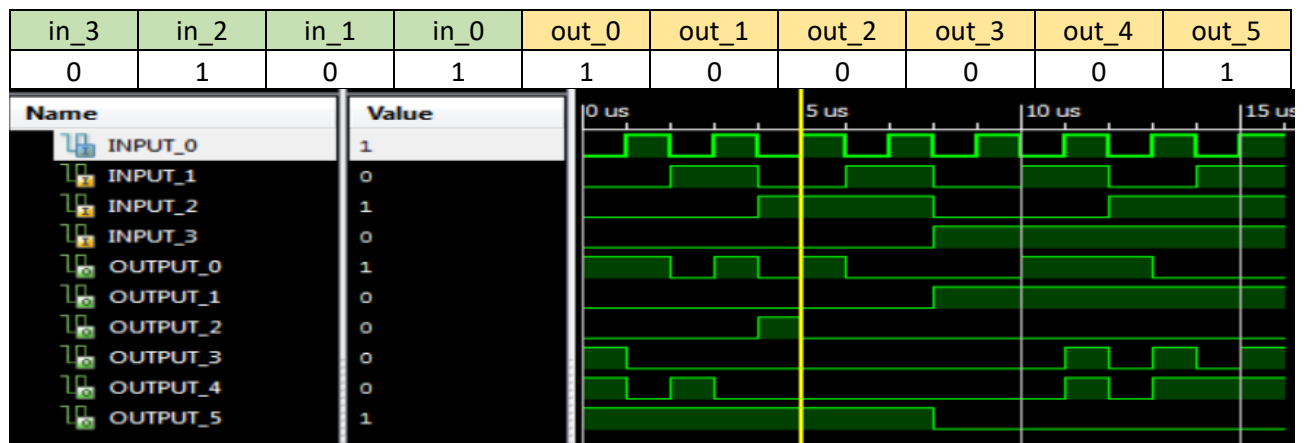 in_3 in_2 in_1 in_0 out_0 out_1 out_2 out_3 out_4 out_5
0 1 0 1 1 0 0 0 0 1
Name Value 0 us 5 us 10 us 15 us
INPUT_0 1
INPUT_1 0
INPUT_2 1
INPUT_3 0
OUTPUT_0 1
OUTPUT_1 0
OUTPUT_2 0
OUTPUT_3 0
OUTPUT_4 0
OUTPUT_5 1